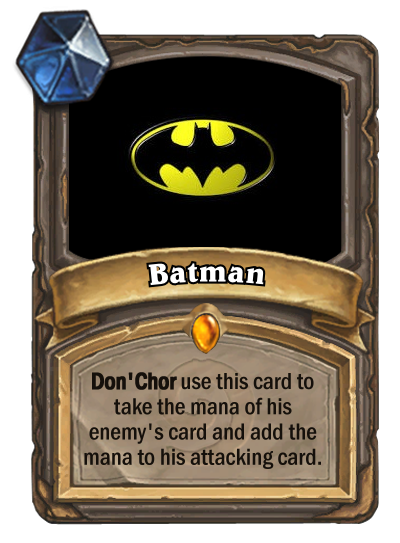 Batman
Don'Chor use this card to
take the mana of his
enemy's card and add the
mana to his attacking card.